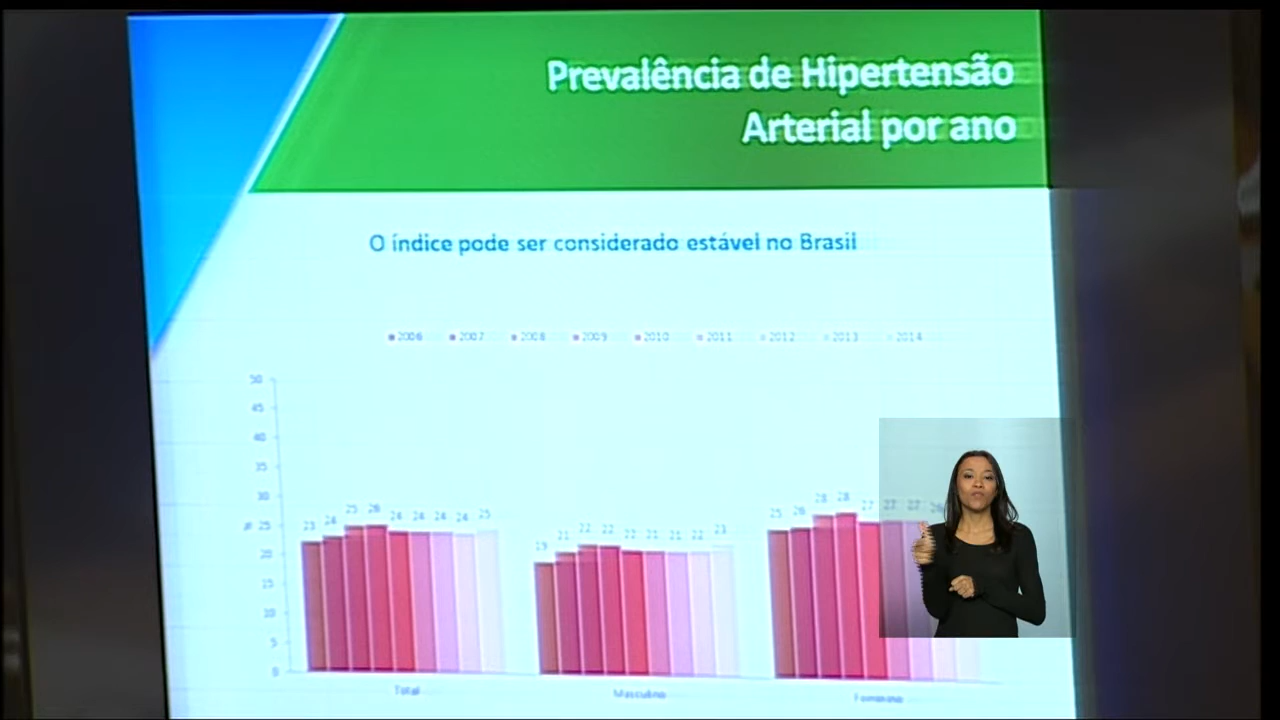 Prevalência de Hipertensão
Arterial por ano
O índice pode ser considerado estável no Brasil
2006 2007 2008 2009 2010 2011 2012 2013 2014
50
45
40
35
30
25
20
15
10
5
0
%
23 24 25 26 24 24 24 24 25
19 21 22 22 22 21 21 22 23
25 26 28 28 27 27 27 26
Total Masculino Feminino